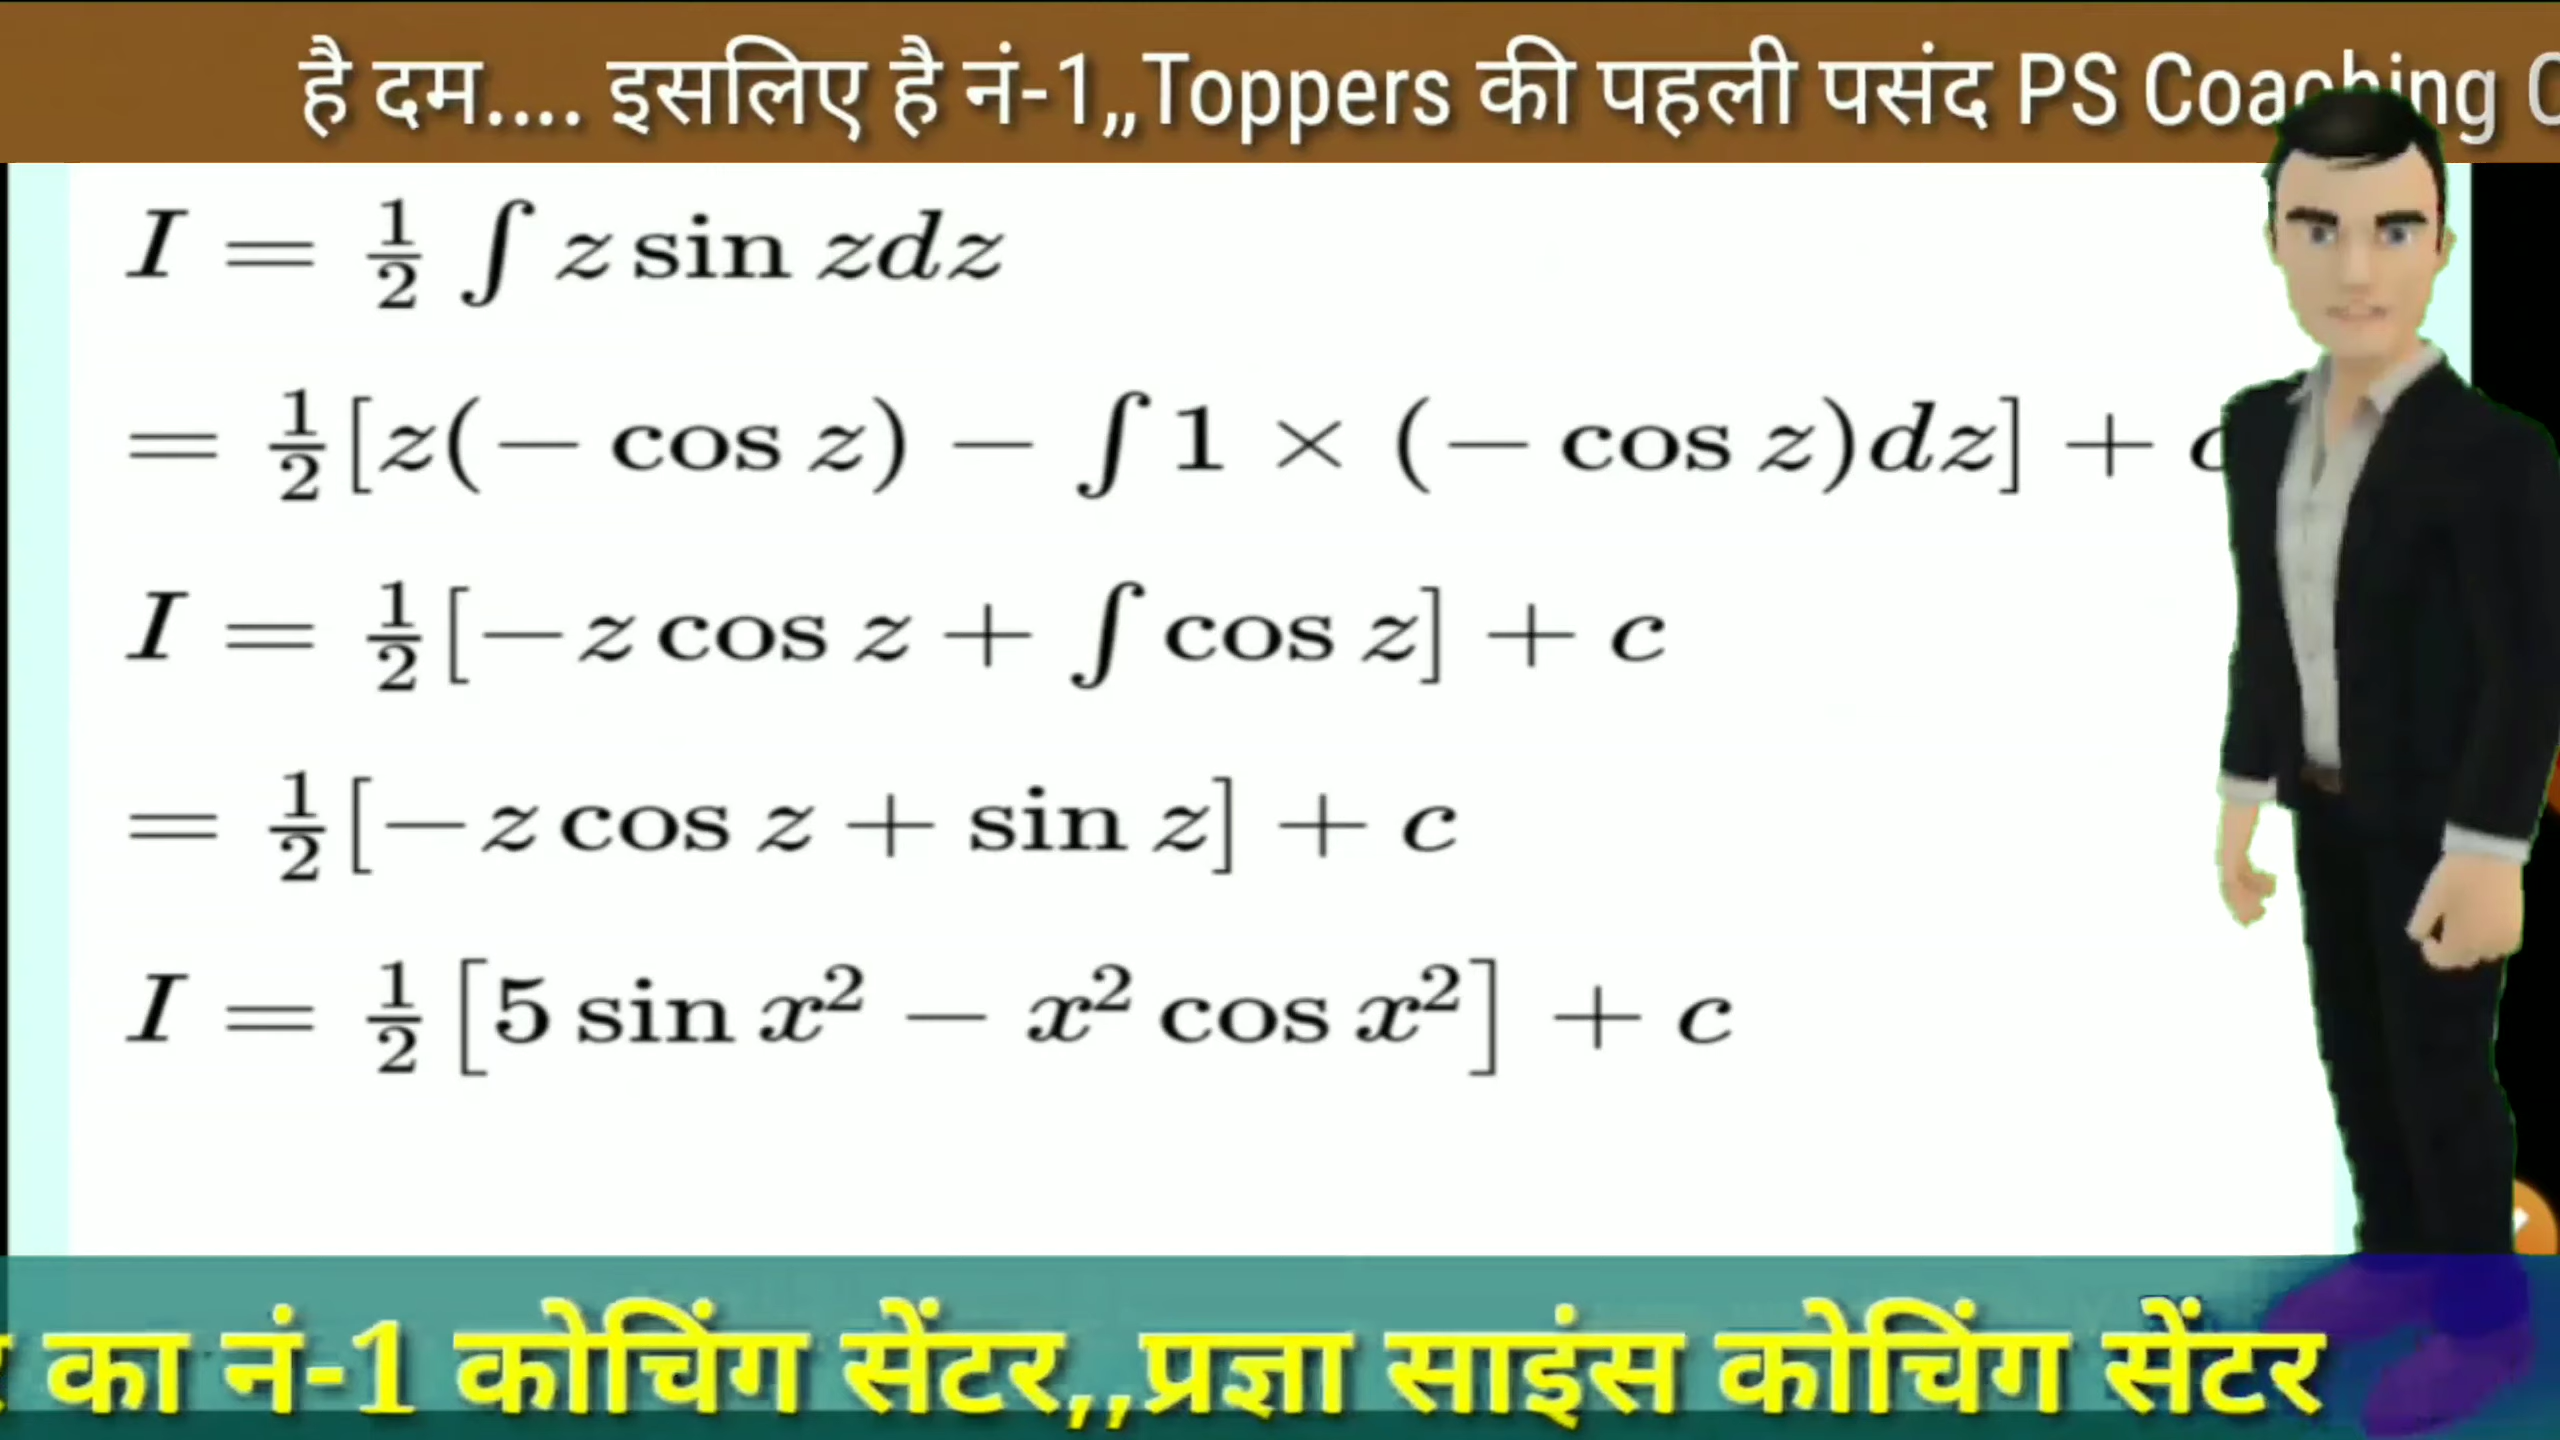 है दम.... इसलिए है नं-1,,Toppers की पहली पसंद PS Coaching
I = 1/2 ∫ z sin zdz
= 1/2[z(− cos z) − ∫ 1 × (− cos z)dz] + c
I = 1/2[−z cos z + ∫ cos z] + c
= 1/2[−z cos z + sin z] + c
I = 1/2[5 sin x² − x² cos x²] + c
का नं-1 कोचिंग सेंटर,,प्रज्ञा साइंस कोचिंग सेंटर